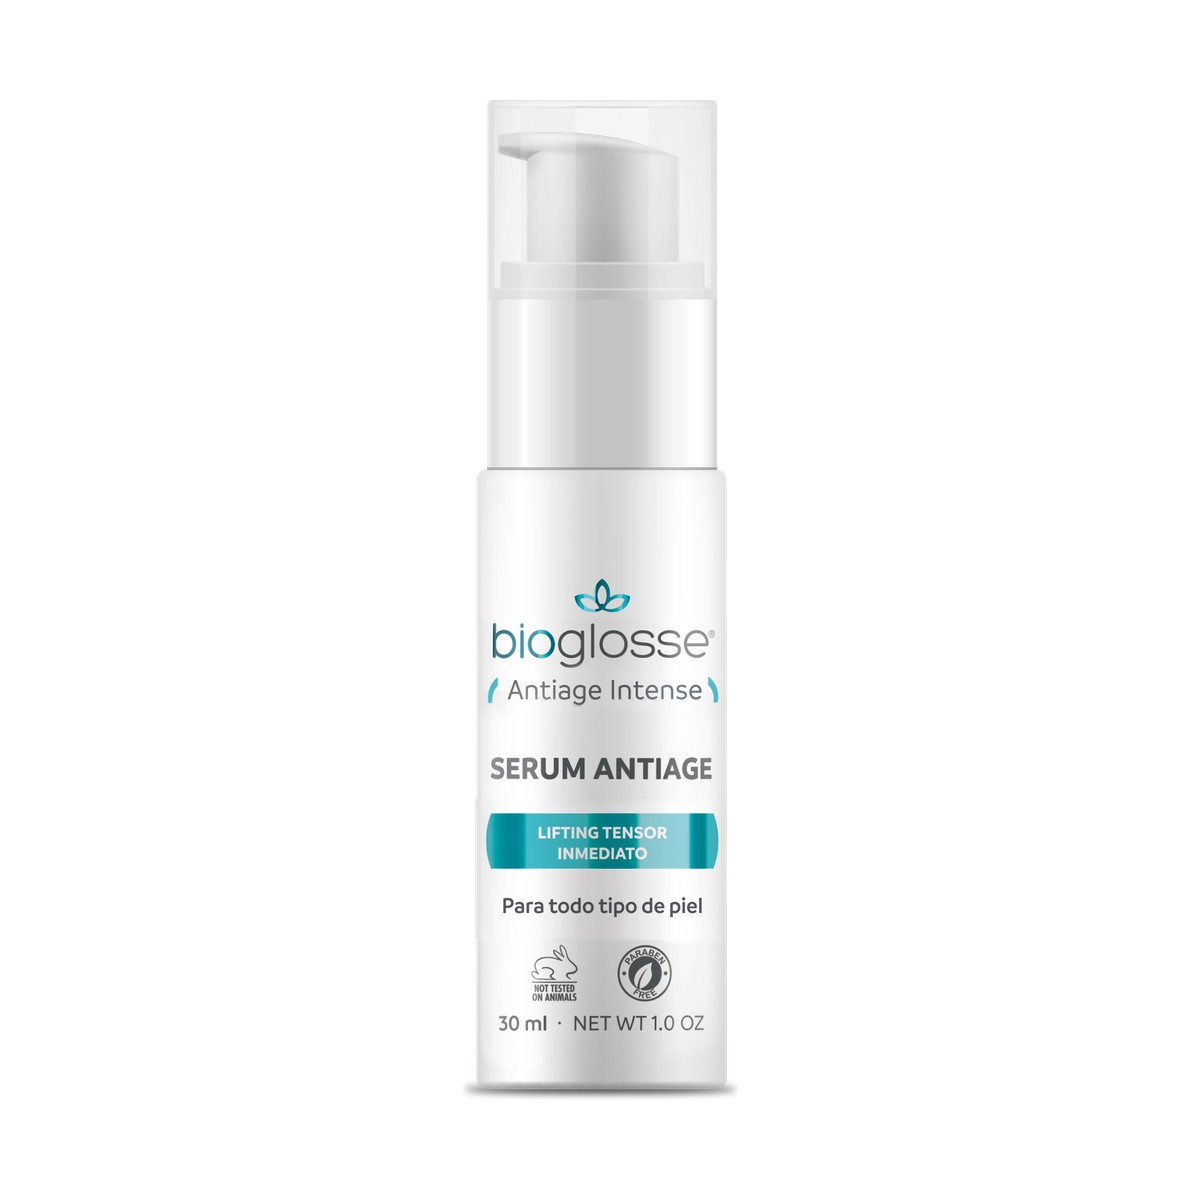 bioglosse®
Antiage Intense
SERUM ANTIAGE
LIFTING TENSOR
INMEDIATO
Para todo tipo de piel
NOT TESTED
ON ANIMALS
PARABEN
FREE
30 ml · NET WT 1.0 OZ